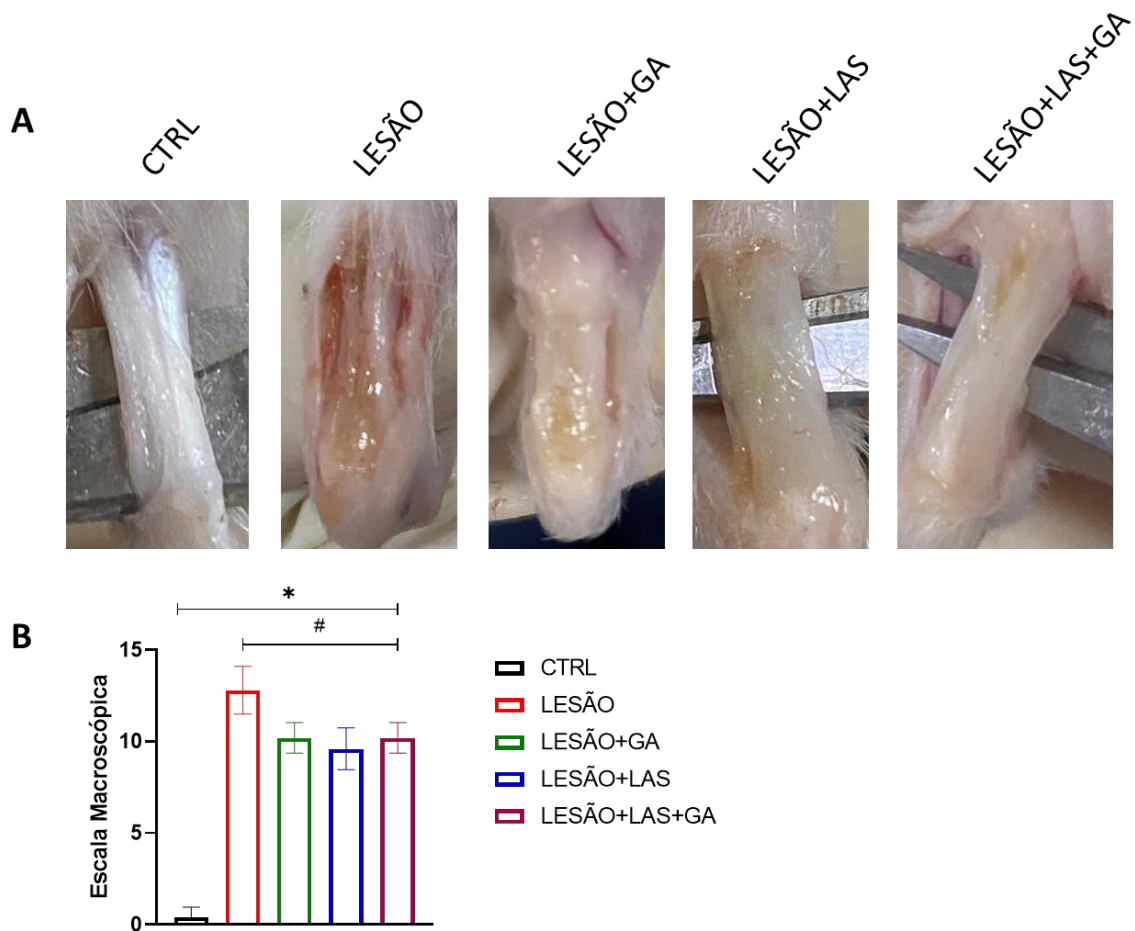 A
CTRL
LESÃO
LESÃO+GA
LESÃO+LAS
LESÃO+LAS+GA
B
*
#
Escala Macroscópica
15
10
5
0
CTRL
LESÃO
LESÃO+GA
LESÃO+LAS
LESÃO+LAS+GA